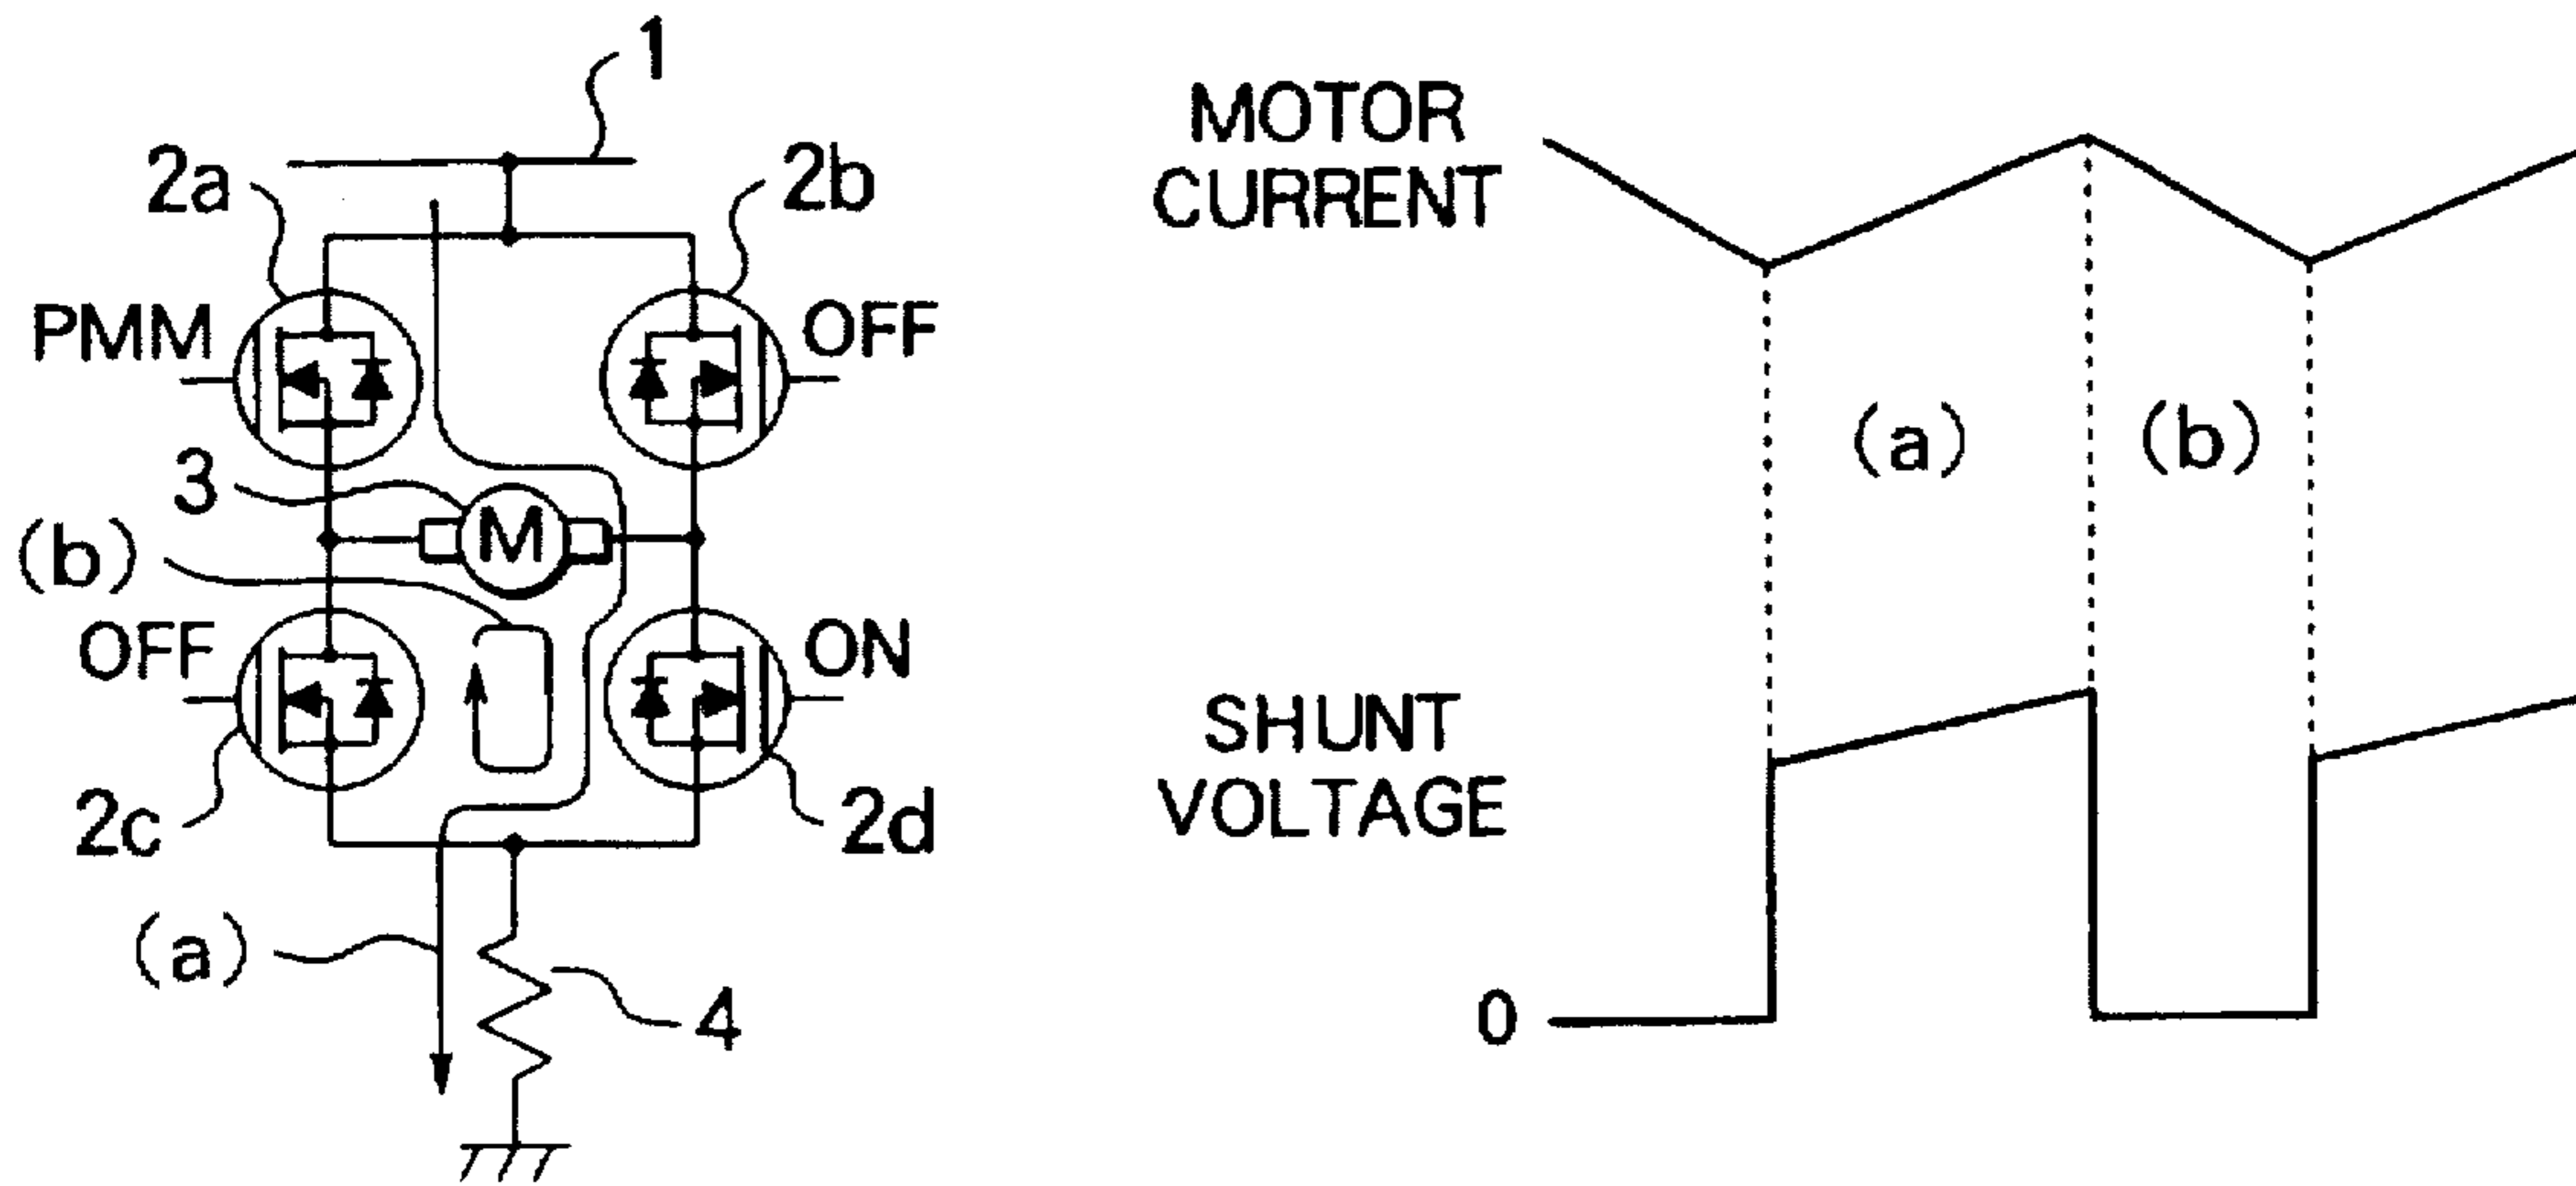 1
2a
2b
PMM
OFF
3
M
(b)
OFF
ON
2c
2d
(a)
4
MOTOR
CURRENT
(a)
(b)
SHUNT
VOLTAGE
0